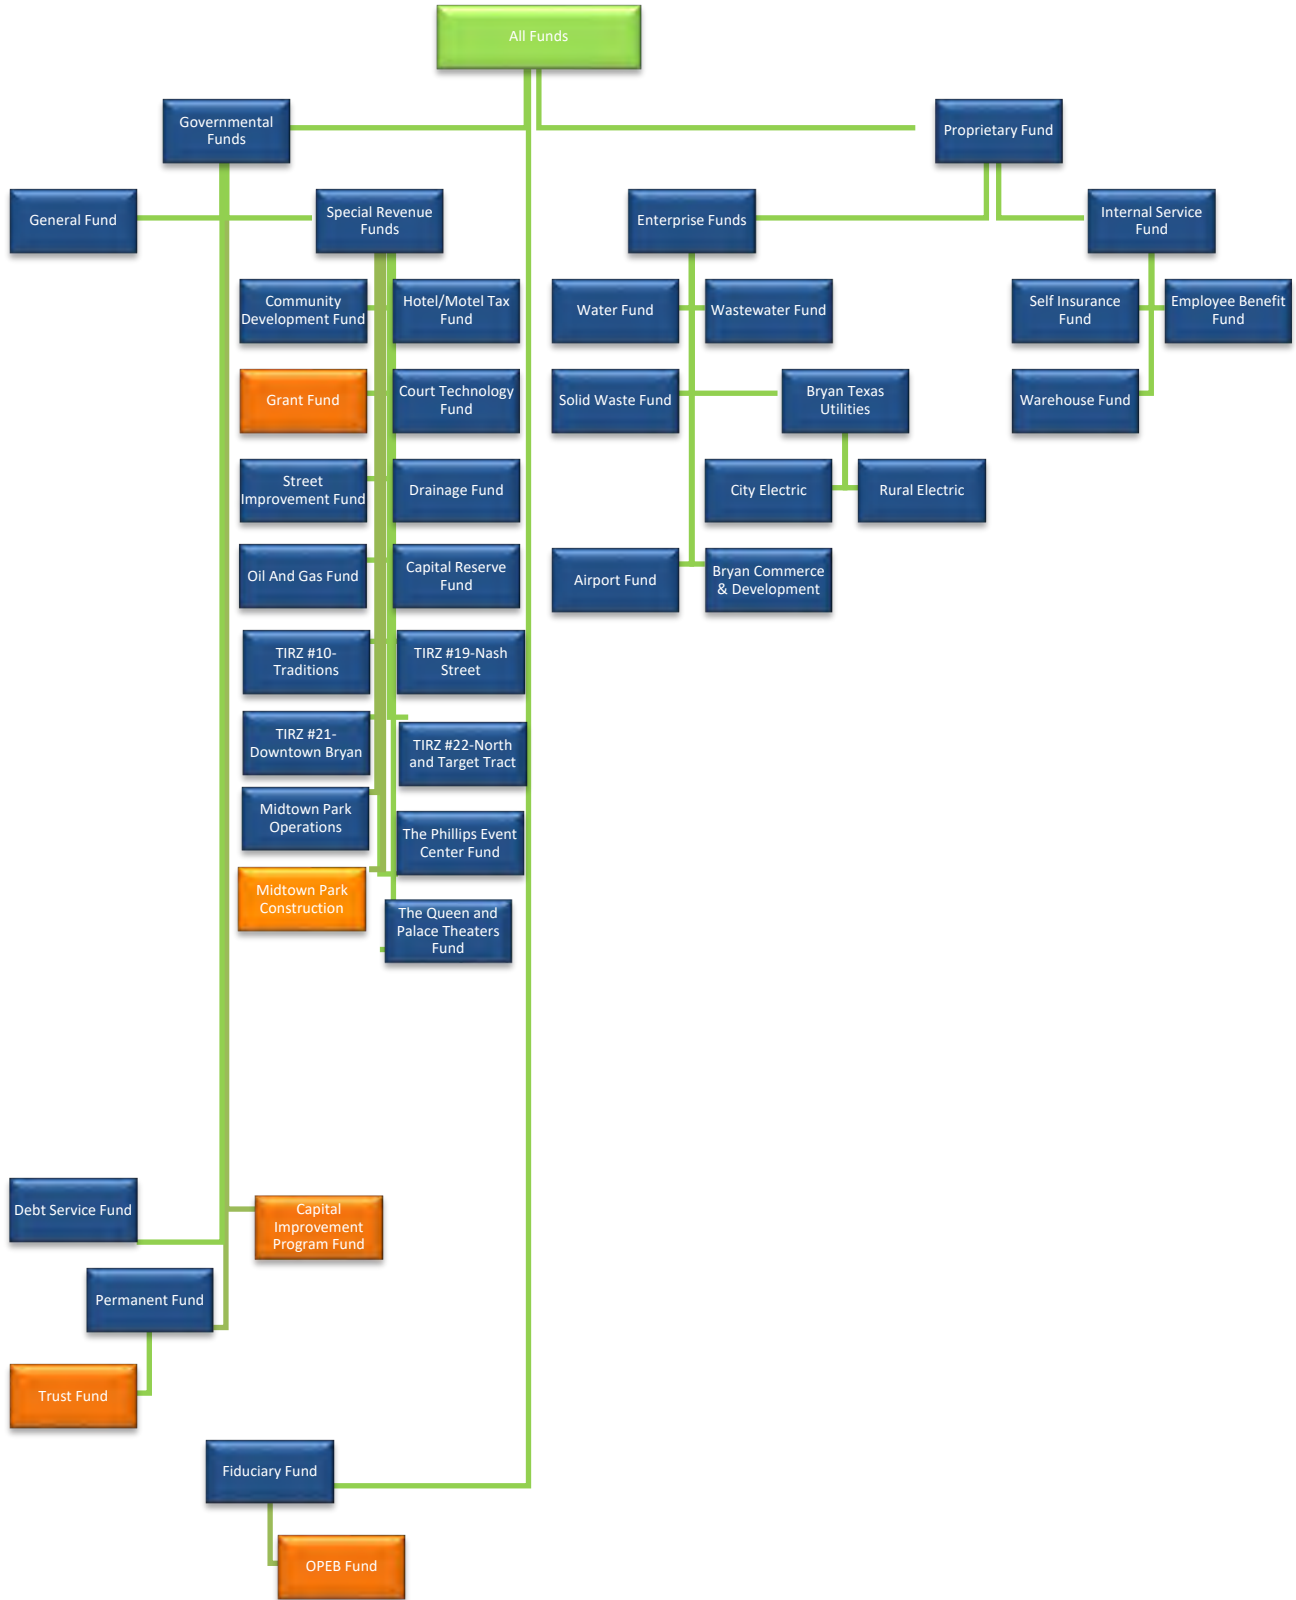 All Funds
Governmental
Funds
Proprietary Fund
General Fund
Special Revenue
Funds
Enterprise Funds
Internal Service
Fund
Community
Development Fund
Hotel/Motel Tax
Fund
Water Fund
Wastewater Fund
Self Insurance
Fund
Employee Benefit
Fund
Grant Fund
Court Technology
Fund
Solid Waste Fund
Bryan Texas
Utilities
Warehouse Fund
Street
Improvement Fund
Drainage Fund
City Electric
Rural Electric
Oil And Gas Fund
Capital Reserve
Fund
Airport Fund
Bryan Commerce
& Development
TIRZ #10-
Traditions
TIRZ #19-Nash
Street
TIRZ #21-
Downtown Bryan
TIRZ #22-North
and Target Tract
Midtown Park
Operations
The Phillips Event
Center Fund
Midtown Park
Construction
The Queen and
Palace Theaters
Fund
Debt Service Fund
Capital
Improvement
Program Fund
Permanent Fund
Trust Fund
Fiduciary Fund
OPEB Fund